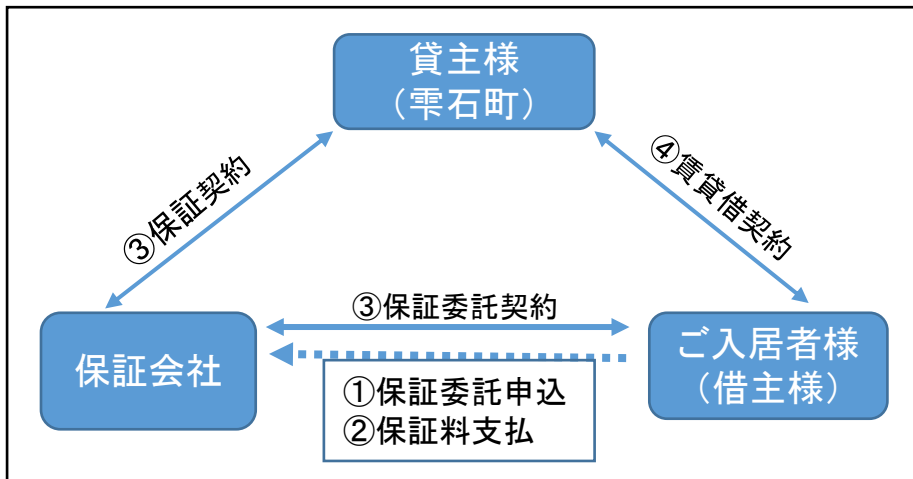 貸主様
（雫石町）
③保証契約
④賃貸借契約
③保証委託契約
保証会社
ご入居者様
（借主様）
①保証委託申込
②保証料支払